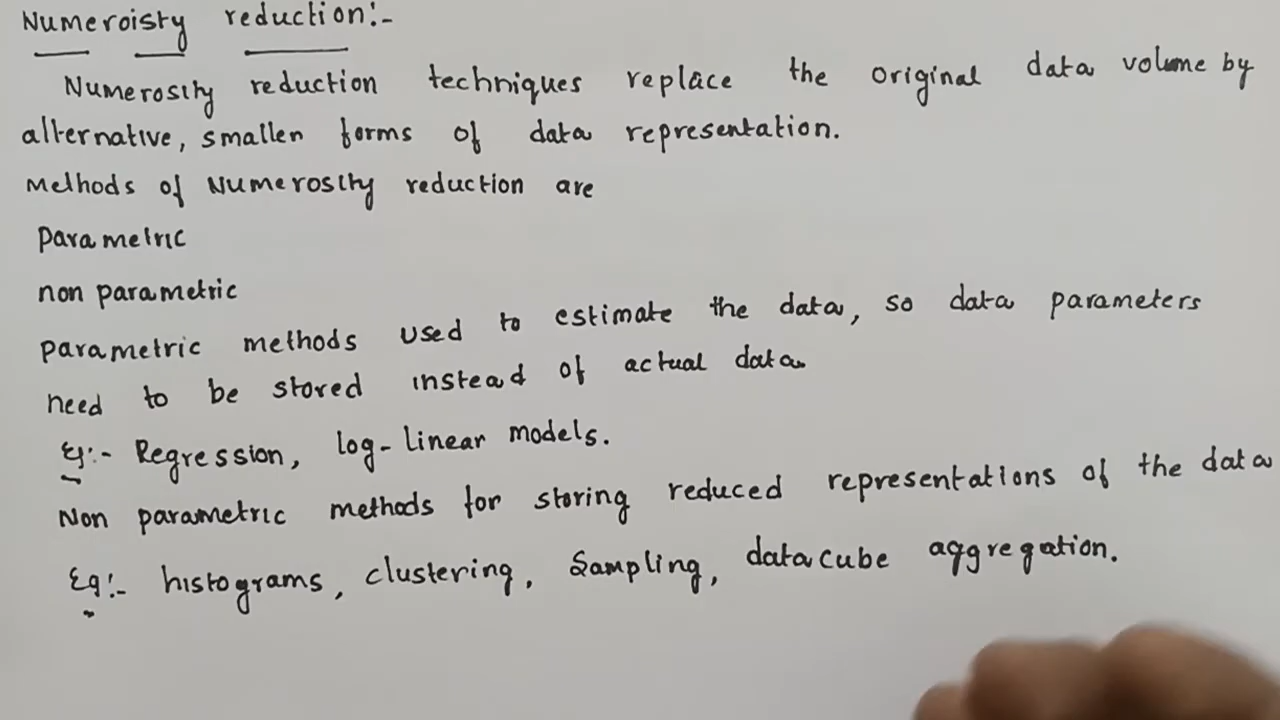 Numeroisty reduction:-
Numerosity reduction techniques replace the original data volume by
alternative, smaller forms of data representation.
Methods of Numerosity reduction are
parametric
non parametric
parametric methods used to estimate the data, so data parameters
need to be stored instead of actual data
Eg:- Regression, log-linear models.
Non parametric methods for storing reduced representations of the data
Eg:- histograms, clustering, Sampling, datacube aggregation.